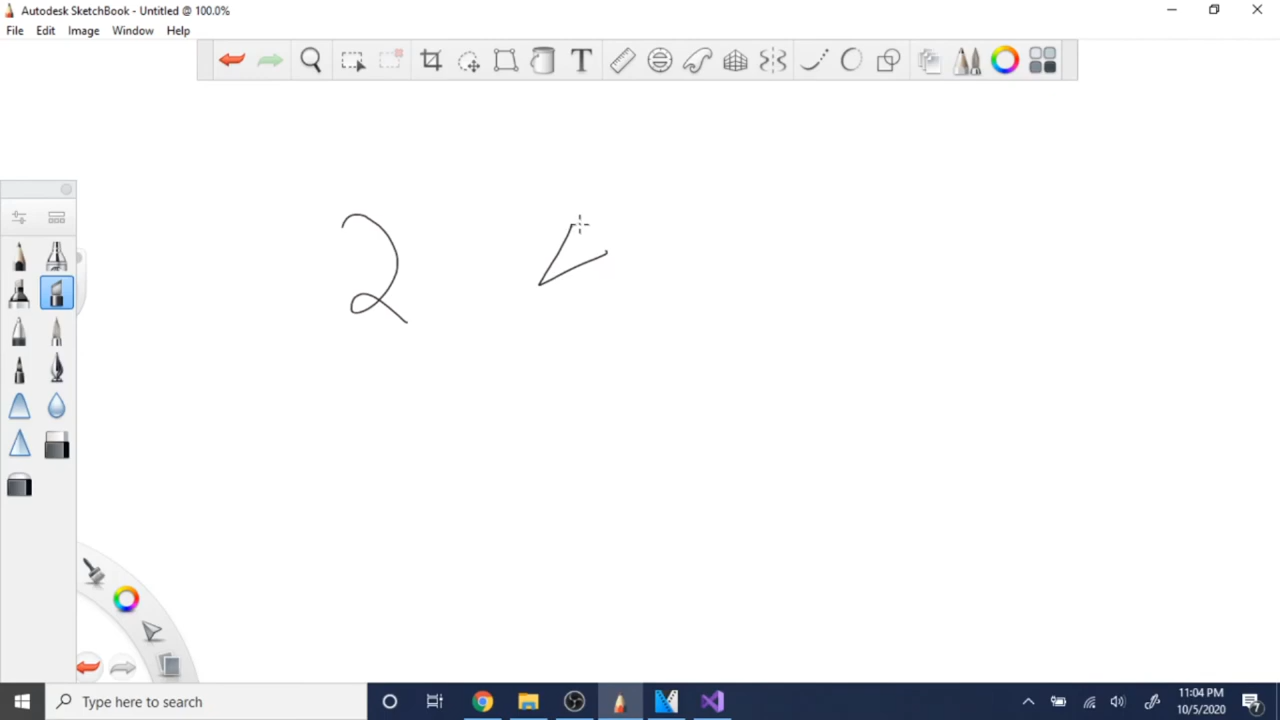 Autodesk SketchBook - Untitled @ 100.0%
File Edit Image Window Help
T
2
Type here to search
11:04 PM
10/5/2020
7